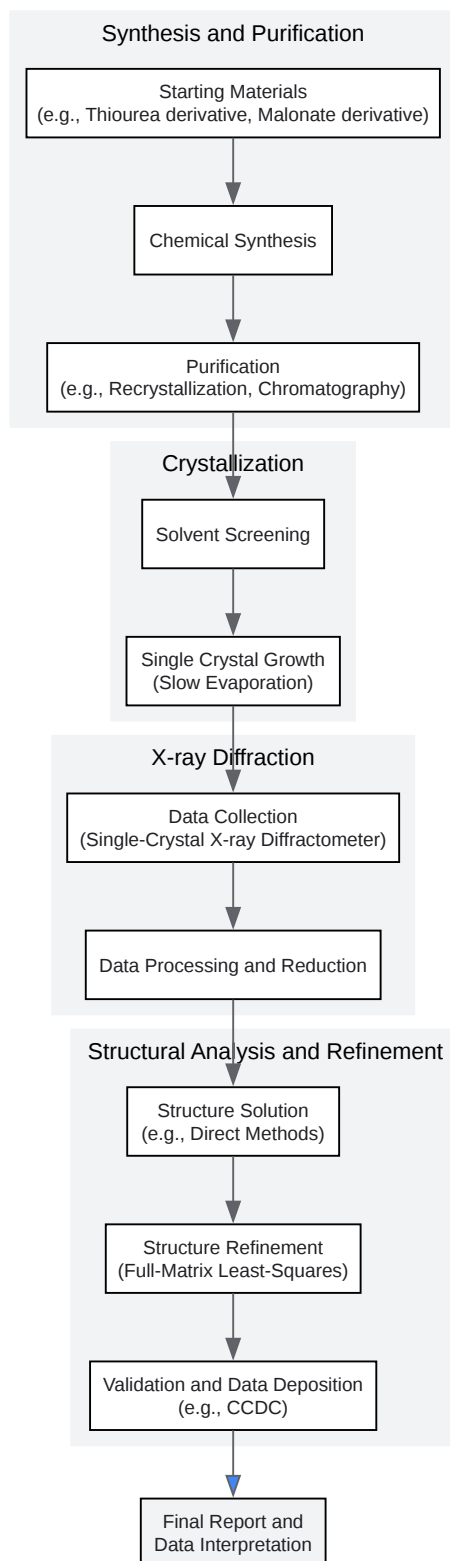 Synthesis and Purification
Starting Materials
(e.g., Thiourea derivative, Malonate derivative)
Chemical Synthesis
Purification
(e.g., Recrystallization, Chromatography)
Crystallization
Solvent Screening
Single Crystal Growth
(Slow Evaporation)
X-ray Diffraction
Data Collection
(Single-Crystal X-ray Diffractometer)
Data Processing and Reduction
Structural Analysis and Refinement
Structure Solution
(e.g., Direct Methods)
Structure Refinement
(Full-Matrix Least-Squares)
Validation and Data Deposition
(e.g., CCDC)
Final Report and
Data Interpretation